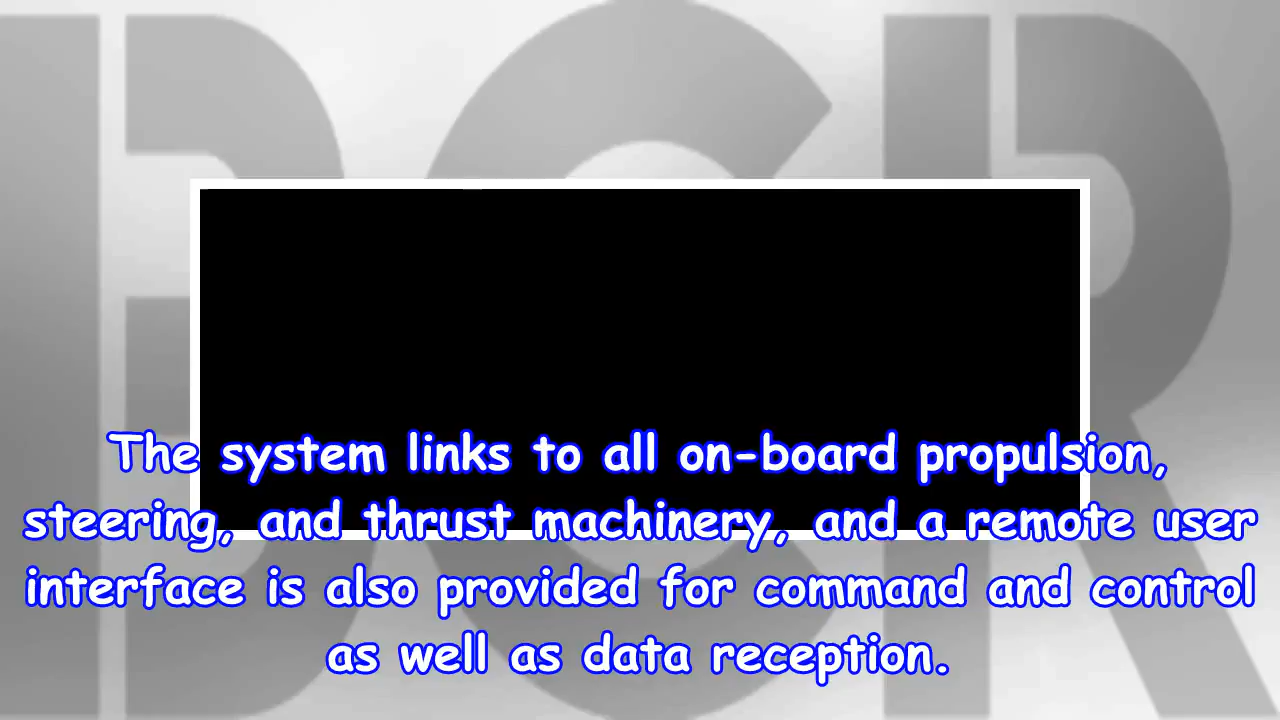 BCR
The system links to all on-board propulsion,
steering, and thrust machinery, and a remote user
interface is also provided for command and control
as well as data reception.